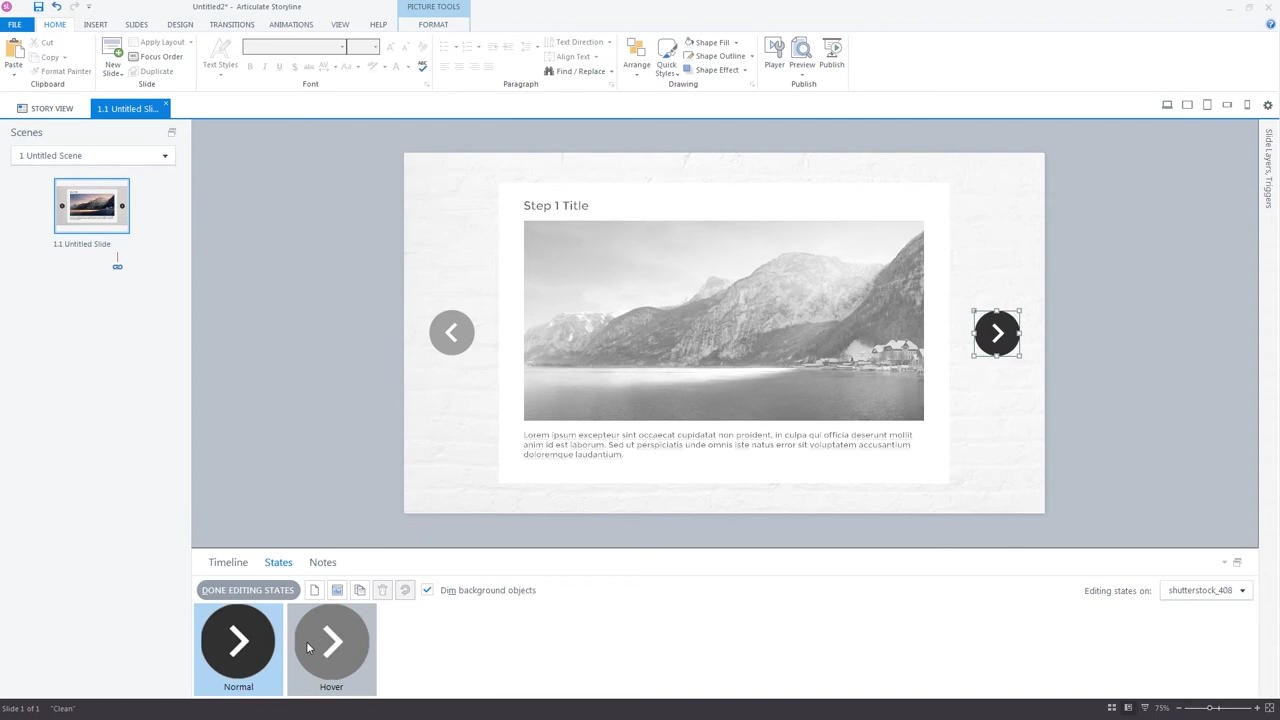 sl
Untitled2* - Articulate Storyline
PICTURE TOOLS
FILE
HOME
INSERT
SLIDES
DESIGN
TRANSITIONS
ANIMATIONS
VIEW
HELP
FORMAT
Paste
Cut
Copy
Format Painter
Clipboard
New Slide
Apply Layout
Focus Order
Duplicate
Slide
Text Styles
B I U S
Font
Text Direction
Align Text
Find / Replace
Paragraph
Arrange
Quick Styles
Shape Fill
Shape Outline
Shape Effect
Drawing
Player
Preview
Publish
Publish
STORY VIEW
1.1 Untitled Sli...
Scenes
1 Untitled Scene
1.1 Untitled Slide
Slide Layers, Triggers
Step 1 Title
Lorem ipsum excepteur sint occaecat cupidatat non proident, in culpa qui officia deserunt mollit
anim id est laborum. Sed ut perspiciatis unde omnis iste natus error sit voluptatem accusantium
doloremque laudantium.
Timeline
States
Notes
DONE EDITING STATES
Dim background objects
Editing states on:
shutterstock_408
Normal
Hover
Slide 1 of 1
"Clean"
75%